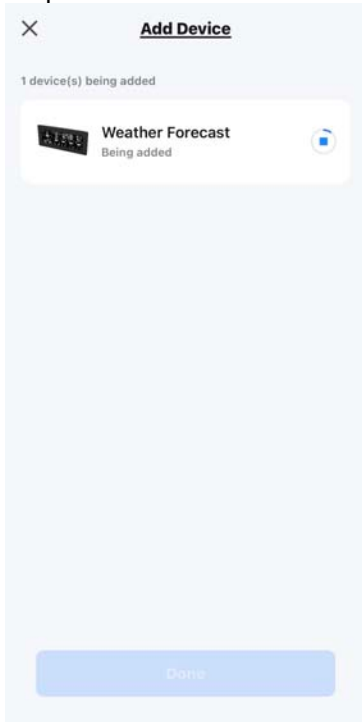 Add Device
1 device(s) being added
Weather Forecast
Being added
Done